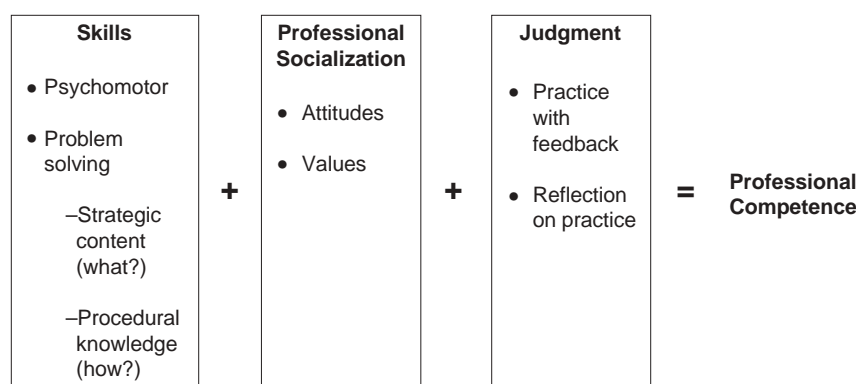 Skills
• Psychomotor
• Problem
solving
–Strategic
content
(what?)
–Procedural
knowledge
(how?)
+
Professional
Socialization
• Attitudes
• Values
+
Judgment
• Practice
with
feedback
• Reflection
on practice
=
Professional
Competence